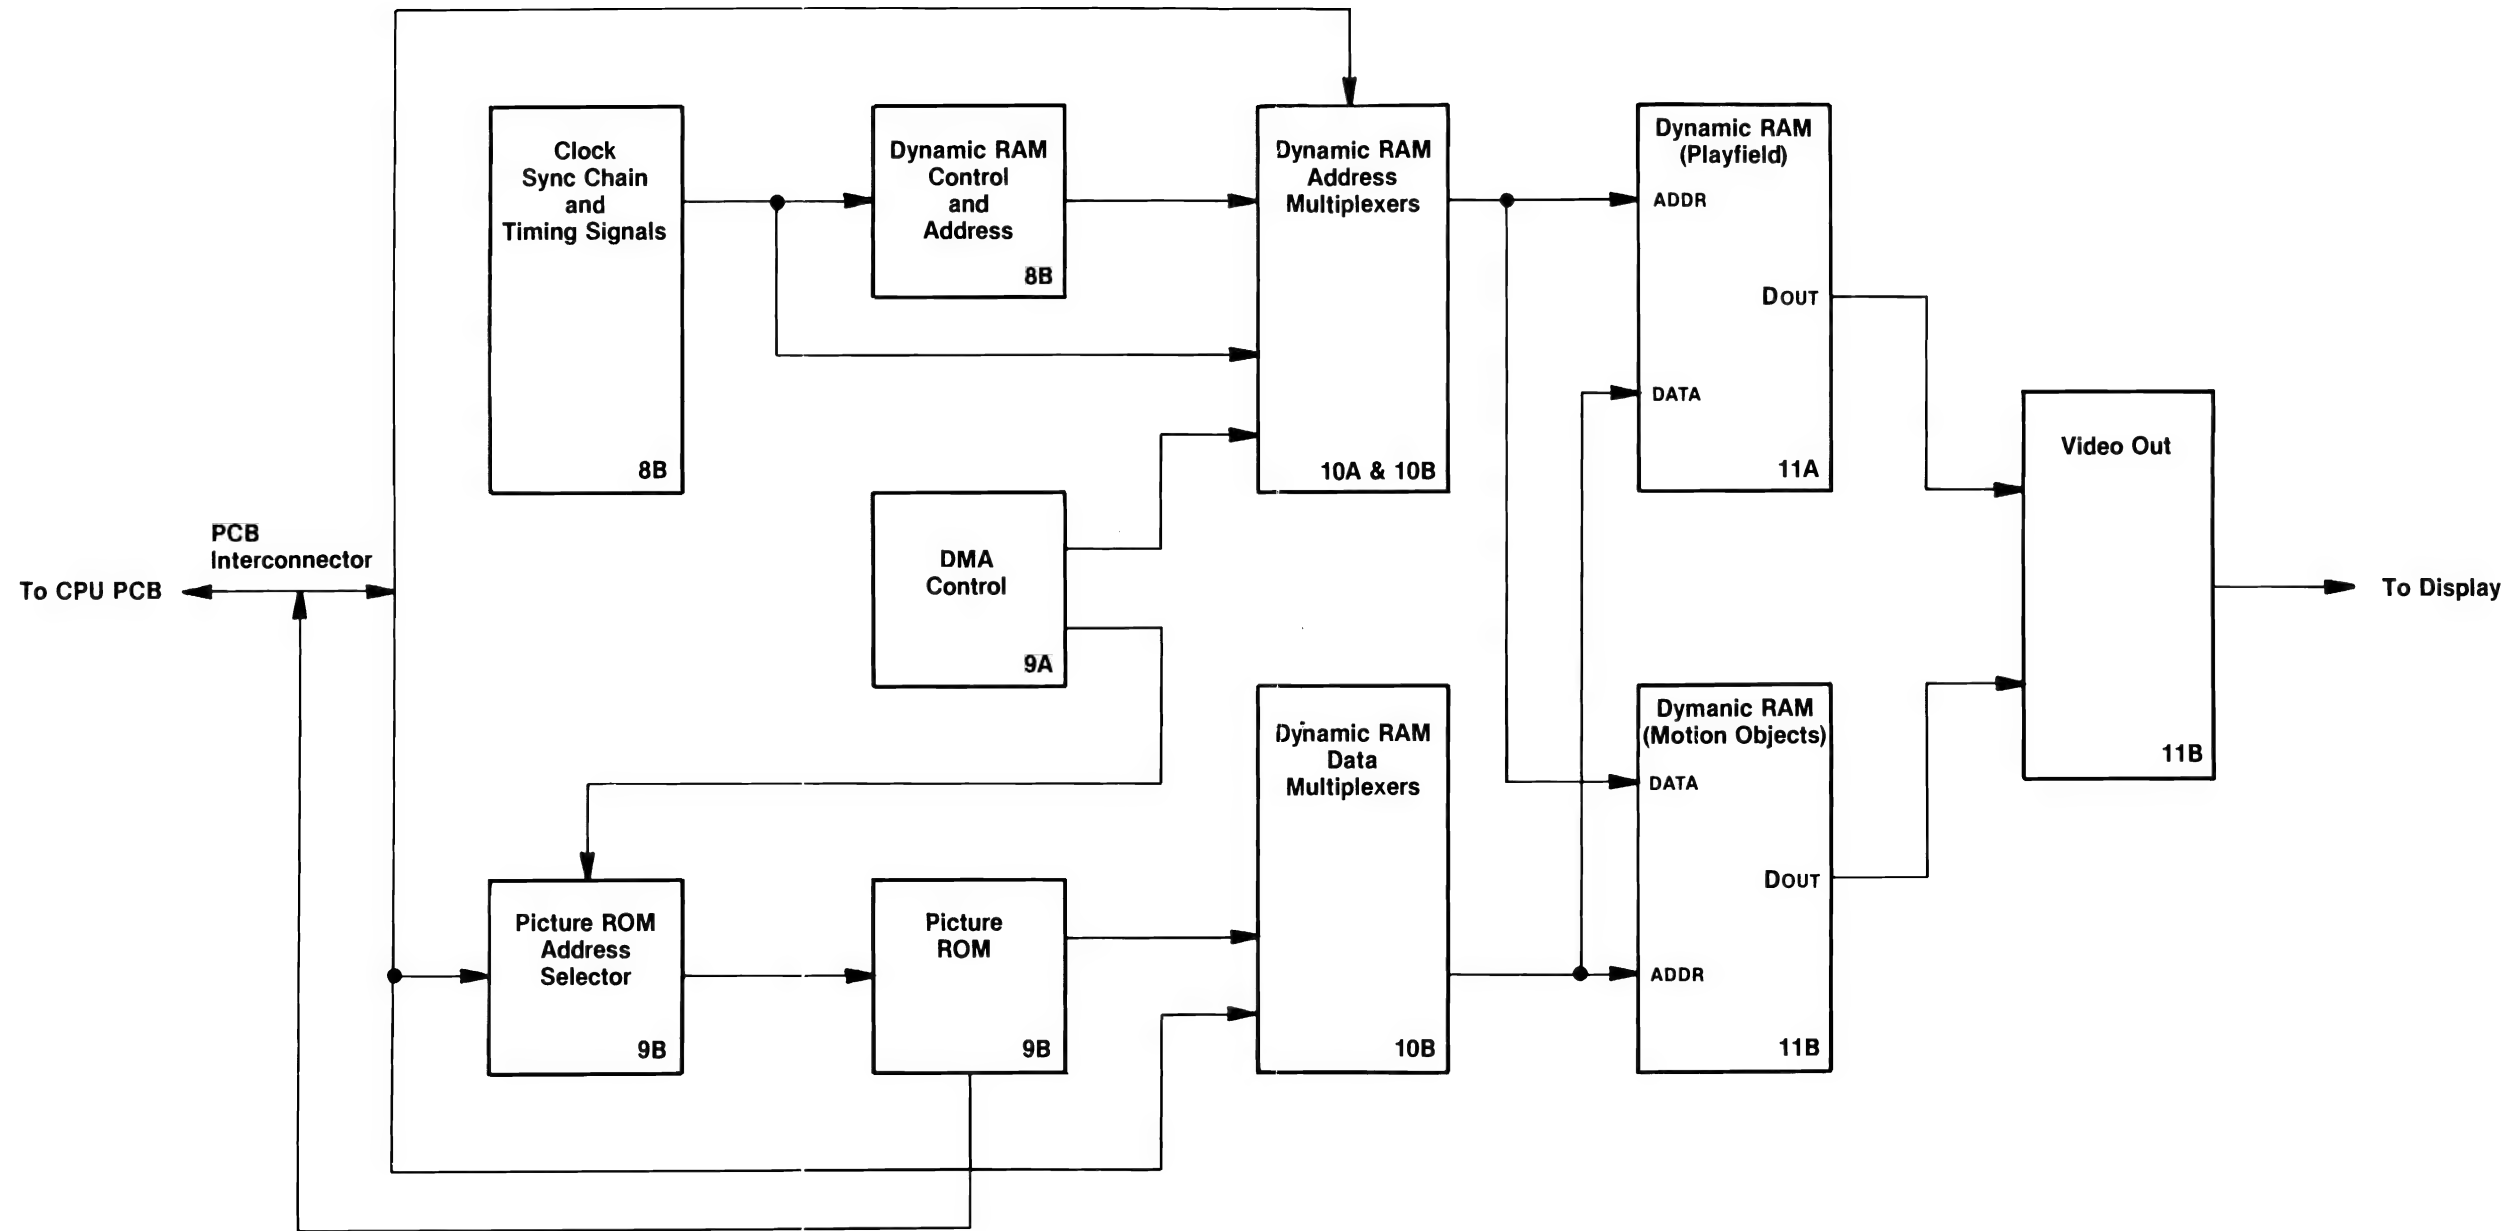 Clock
Sync Chain
and
Timing Signals
8B
Dynamic RAM
Control
and
Address
8B
Dynamic RAM
Address
Multiplexers
10A & 10B
Dynamic RAM
(Playfield)
ADDR
DOUT
DATA
11A
PCB
Interconnector
To CPU PCB
DMA
Control
9A
Video Out
11B
To Display
Picture ROM
Address
Selector
9B
Picture
ROM
9B
Dynamic RAM
Data
Multiplexers
10B
Dymanic RAM
(Motion Objects)
DATA
DOUT
ADDR
11B